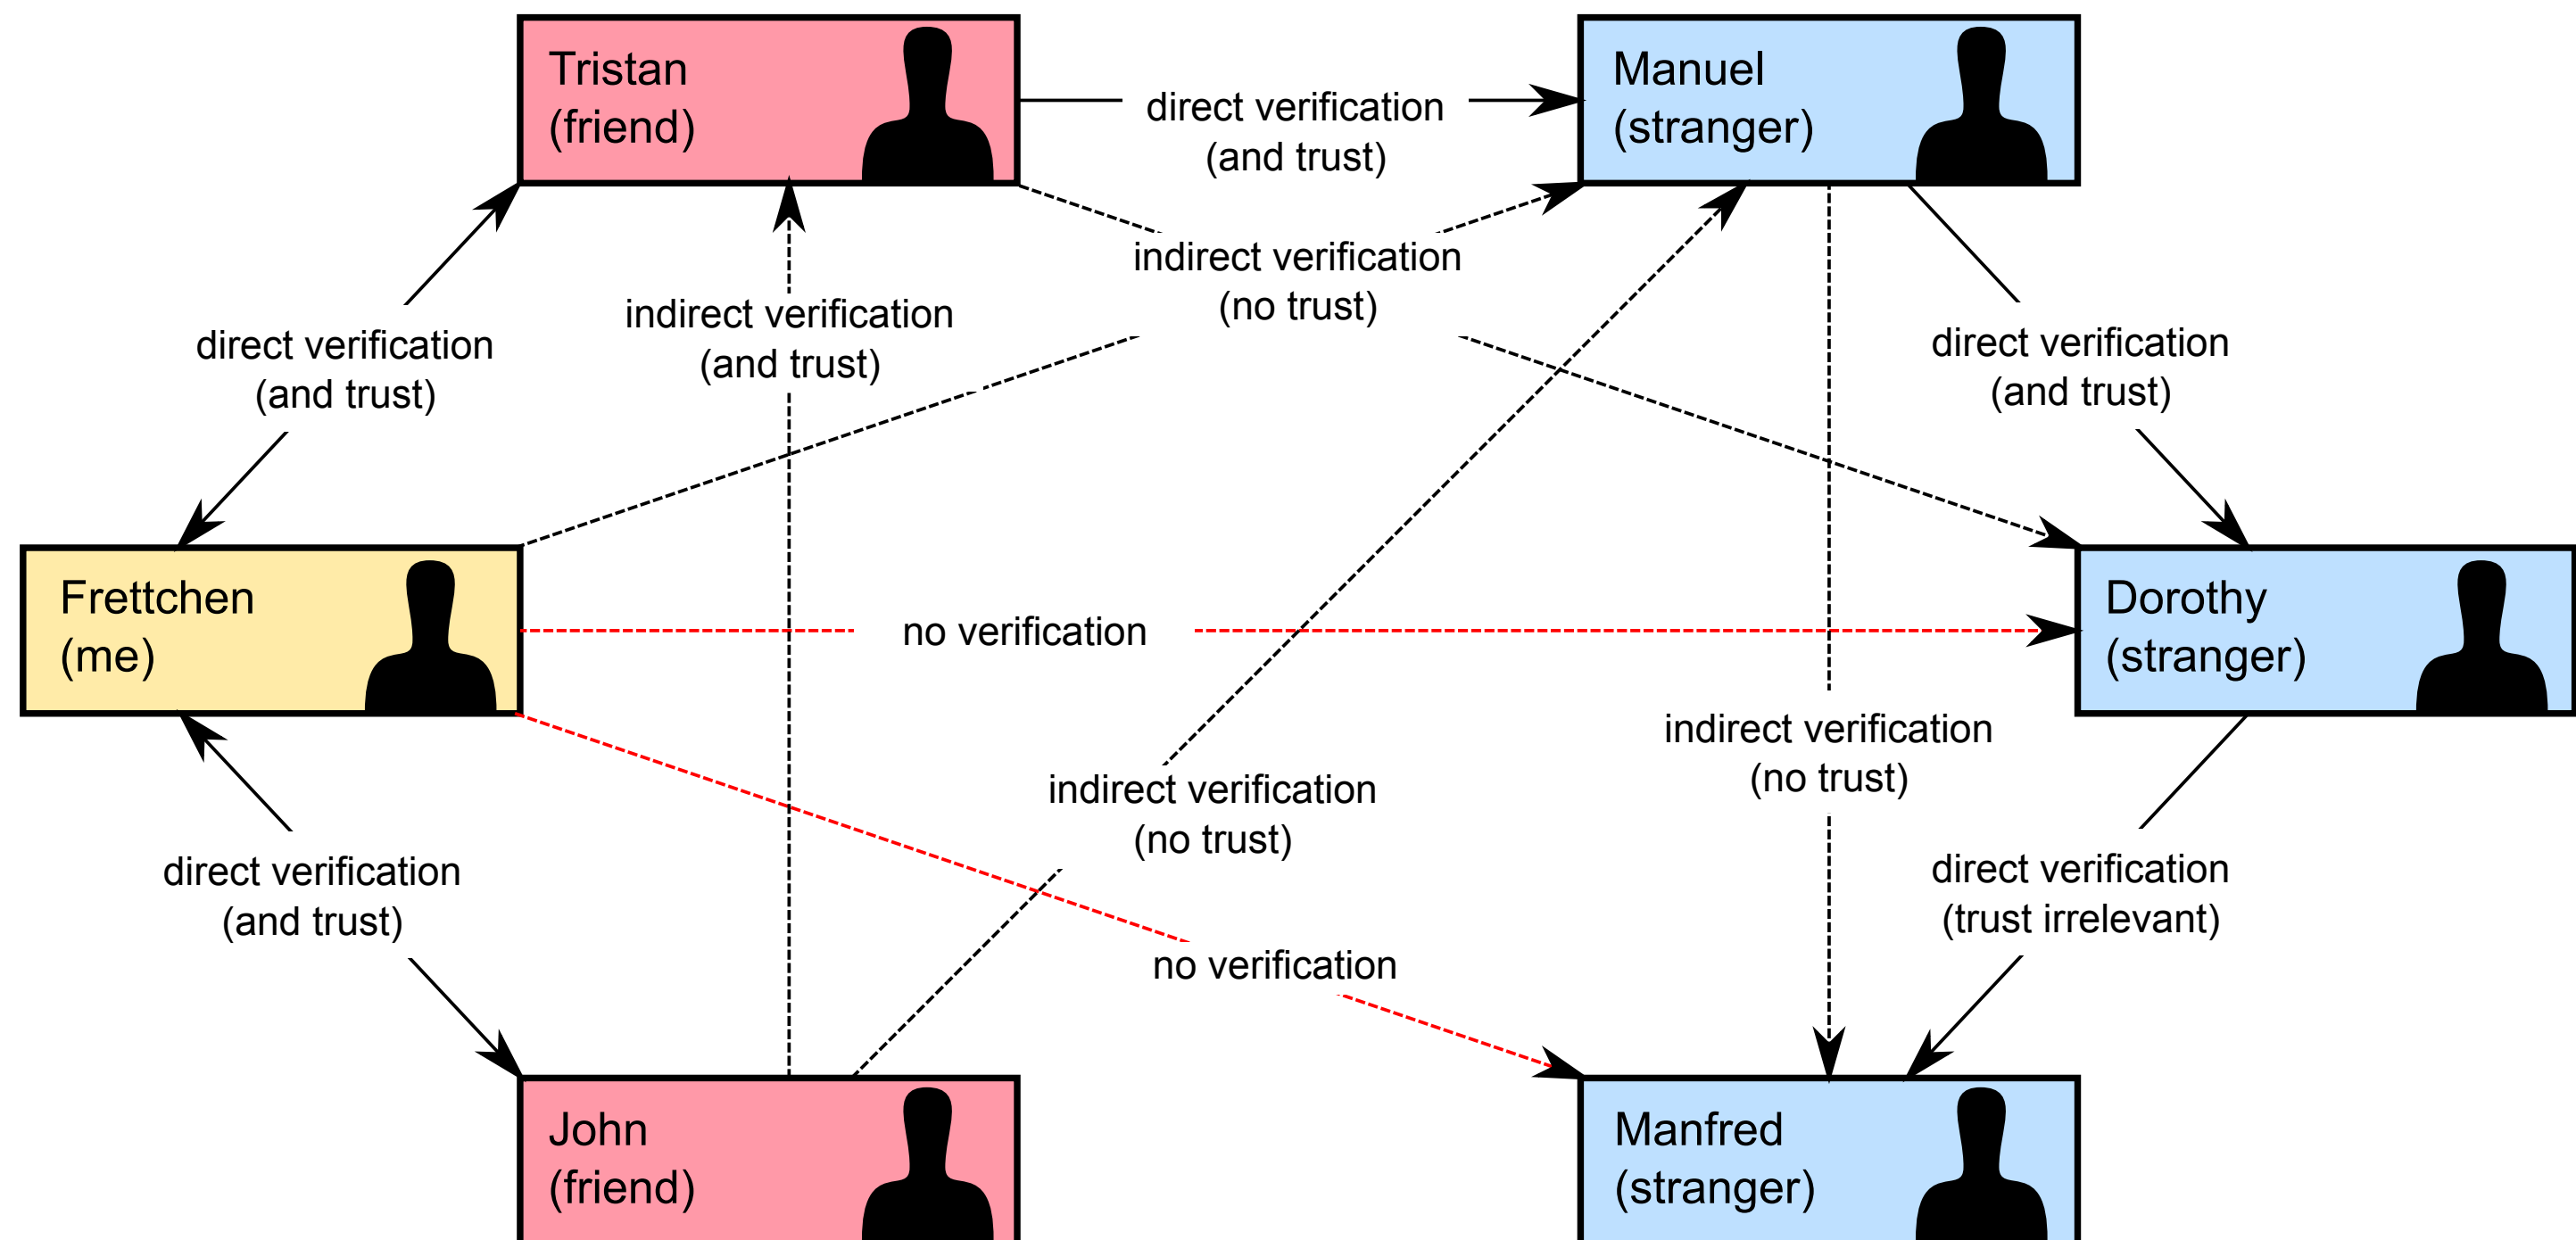 Tristan
(friend)
Manuel
(stranger)
direct verification
(and trust)
indirect verification
(no trust)
indirect verification
(and trust)
direct verification
(and trust)
direct verification
(and trust)
Frettchen
(me)
no verification
Dorothy
(stranger)
indirect verification
(no trust)
indirect verification
(no trust)
direct verification
(and trust)
direct verification
(trust irrelevant)
no verification
John
(friend)
Manfred
(stranger)